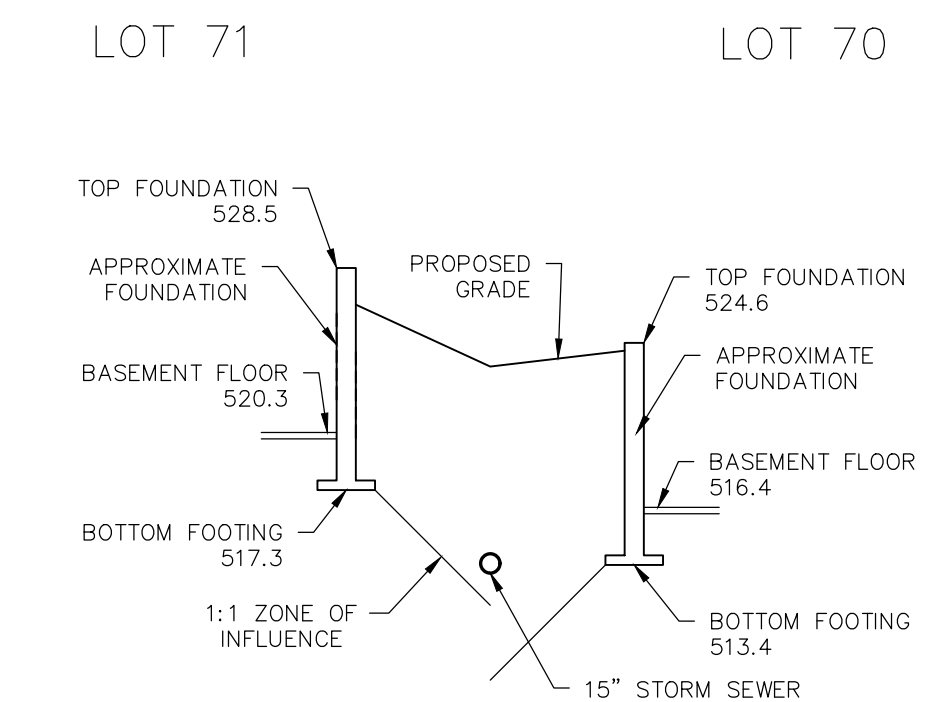 LOT 71
LOT 70
TOP FOUNDATION
528.5
APPROXIMATE
FOUNDATION
BASEMENT FLOOR
520.3
BOTTOM FOOTING
517.3
1:1 ZONE OF
INFLUENCE
PROPOSED
GRADE
TOP FOUNDATION
524.6
APPROXIMATE
FOUNDATION
BASEMENT FLOOR
516.4
BOTTOM FOOTING
513.4
15" STORM SEWER